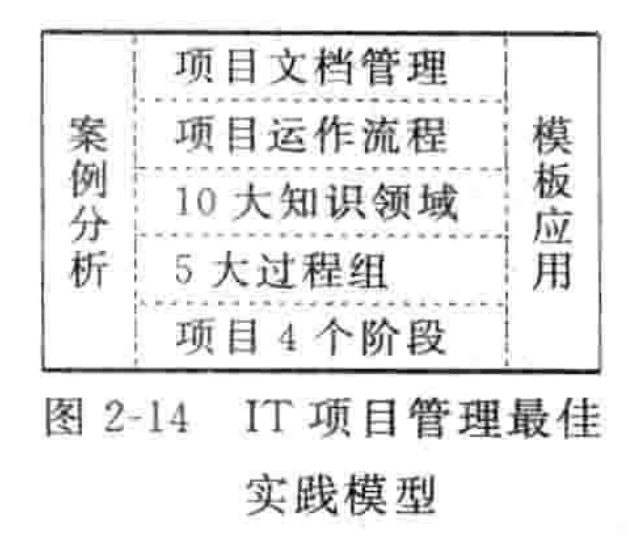 案例分析
项目文档管理
项目运作流程
10 大知识领域
5 大过程组
项目 4 个阶段
模板应用
图 2-14 IT 项目管理最佳
实践模型